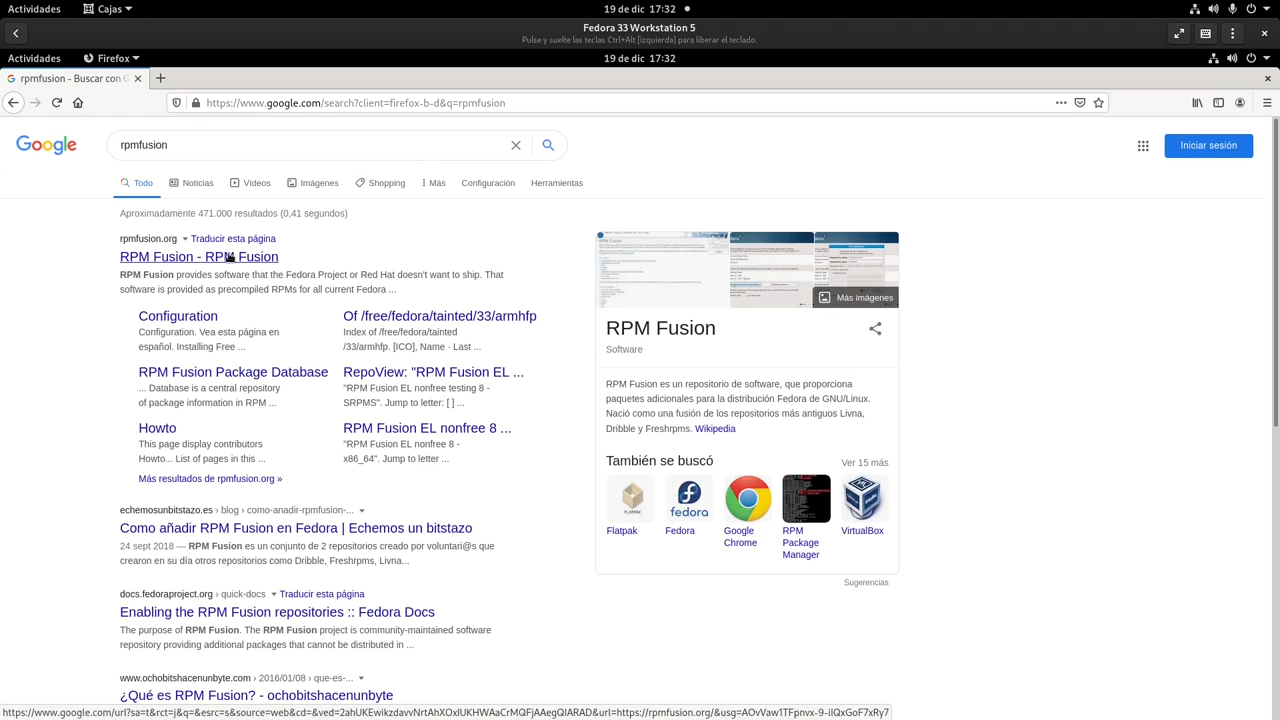 Actividades Cajas 19 de dic 17:32
Fedora 33 Workstation 5
Pulse y suelte las teclas Ctrl+Alt [izquierda] para liberar el teclado.
Actividades Firefox 19 de dic 17:32
rpmfusion - Buscar con G
https://www.google.com/search?client=firefox-b-d&q=rpmfusion
Google
rpmfusion
Iniciar sesión
Todo Noticias Vídeos Imágenes Shopping Más Configuración Herramientas
Aproximadamente 471.000 resultados (0,41 segundos)
rpmfusion.org Traducir esta página
RPM Fusion - RPM Fusion
RPM Fusion provides software that the Fedora Project or Red Hat doesn't want to ship. That
software is provided as precompiled RPMs for all current Fedora ...
Configuration
Configuration. Vea esta página en
español. Installing Free ...
Of /free/fedora/tainted/33/armhfp
Index of /free/fedora/tainted
/33/armhfp. [ICO], Name · Last ...
RPM Fusion Package Database
... Database is a central repository
of package information in RPM ...
RepoView: "RPM Fusion EL ...
"RPM Fusion EL nonfree testing 8 -
SRPMS". Jump to letter: [ ] ...
Howto
This page display contributors
Howto... List of pages in this ...
RPM Fusion EL nonfree 8 ...
"RPM Fusion EL nonfree 8 -
x86_64". Jump to letter ...
Más resultados de rpmfusion.org »
echemosunbitstazo.es › blog › como-anadir-rpmfusion-...
Como añadir RPM Fusion en Fedora | Echemos un bitstazo
24 sept 2018 — RPM Fusion es un conjunto de 2 repositorios creado por voluntari@s que
crearon en su día otros repositorios como Dribble, Freshrpms, Livna...
docs.fedoraproject.org › quick-docs Traducir esta página
Enabling the RPM Fusion repositories :: Fedora Docs
The purpose of RPM Fusion. The RPM Fusion project is community-maintained software
repository providing additional packages that cannot be distributed in ...
www.ochobitshacenunbyte.com › 2016/01/08 › que-es-...
¿Qué es RPM Fusion? - ochobitshacenunbyte
Más imágenes
RPM Fusion
Software
RPM Fusion es un repositorio de software, que proporciona
paquetes adicionales para la distribución Fedora de GNU/Linux.
Nació como una fusión de los repositorios más antiguos Livna,
Dribble y Freshrpms. Wikipedia
También se buscó Ver 15 más
FLATPAK
fedora
Flatpak
Fedora
Google
Chrome
RPM
Package
Manager
VirtualBox
Sugerencias